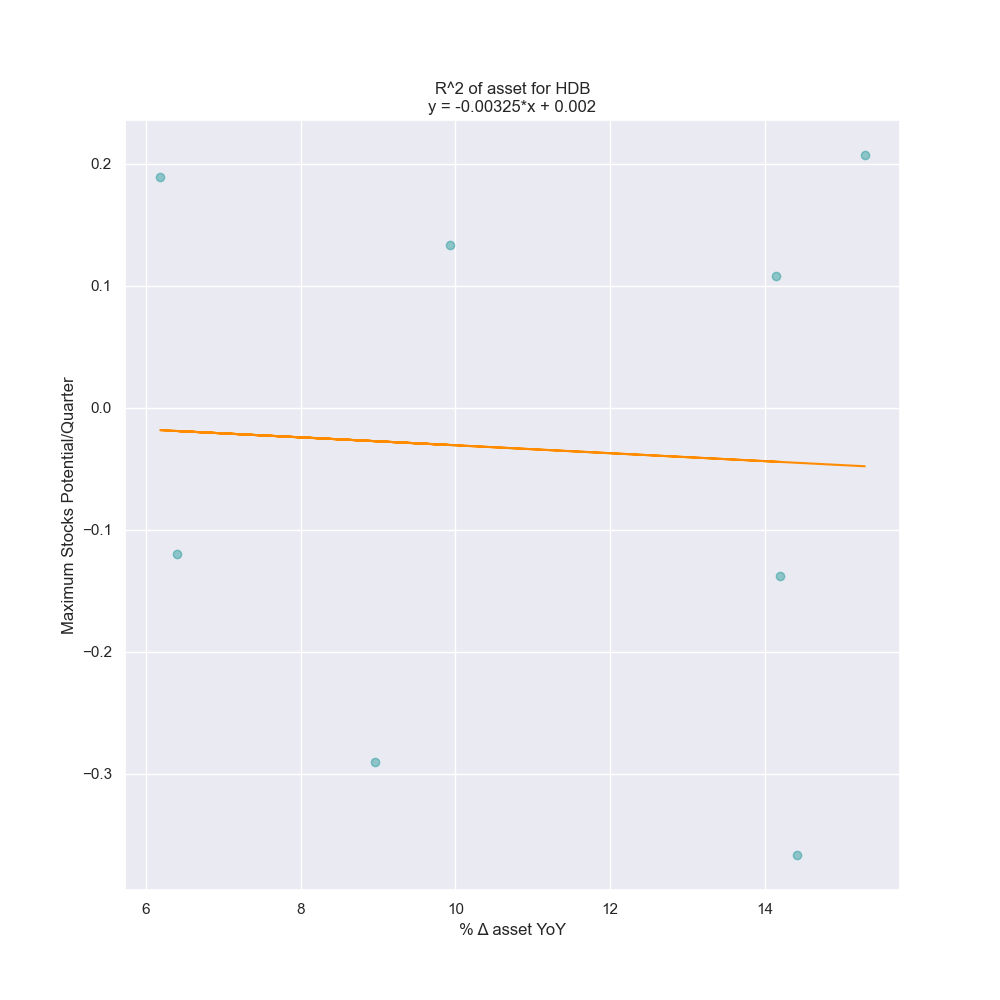 R^2 of asset for HDB
y = -0.00325*x + 0.002
0.2
0.1
0.0
−0.1
−0.2
−0.3
Maximum Stocks Potential/Quarter
6
8
10
12
14
% Δ asset YoY